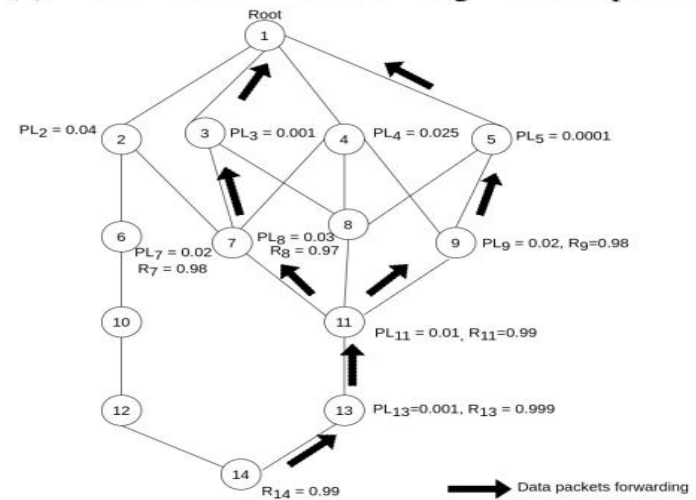 Root
1
PL2 = 0.04
2
3
PL3 = 0.001
4
PL4 = 0.025
5
PL5 = 0.0001
6
PL7 = 0.02
R7 = 0.98
7
PL8 = 0.03
R8 = 0.97
8
9
PL9 = 0.02, R9=0.98
10
11
PL11 = 0.01, R11=0.99
12
13
PL13=0.001, R13 = 0.999
14
R14 = 0.99
Data packets forwarding